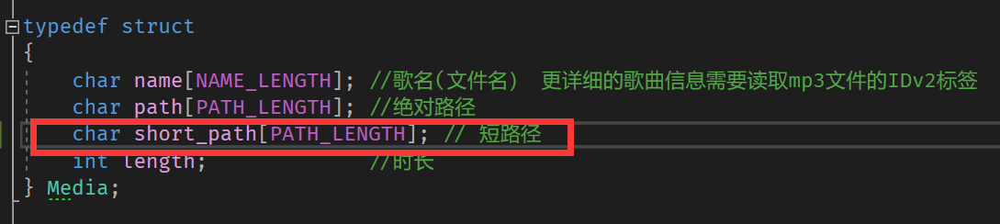 typedef struct
{
char name[NAME_LENGTH]; //歌名(文件名) 更详细的歌曲信息需要读取mp3文件的IDv2标签
char path[PATH_LENGTH]; //绝对路径
char short_path[PATH_LENGTH]; // 短路径
int length; //时长
} Media;